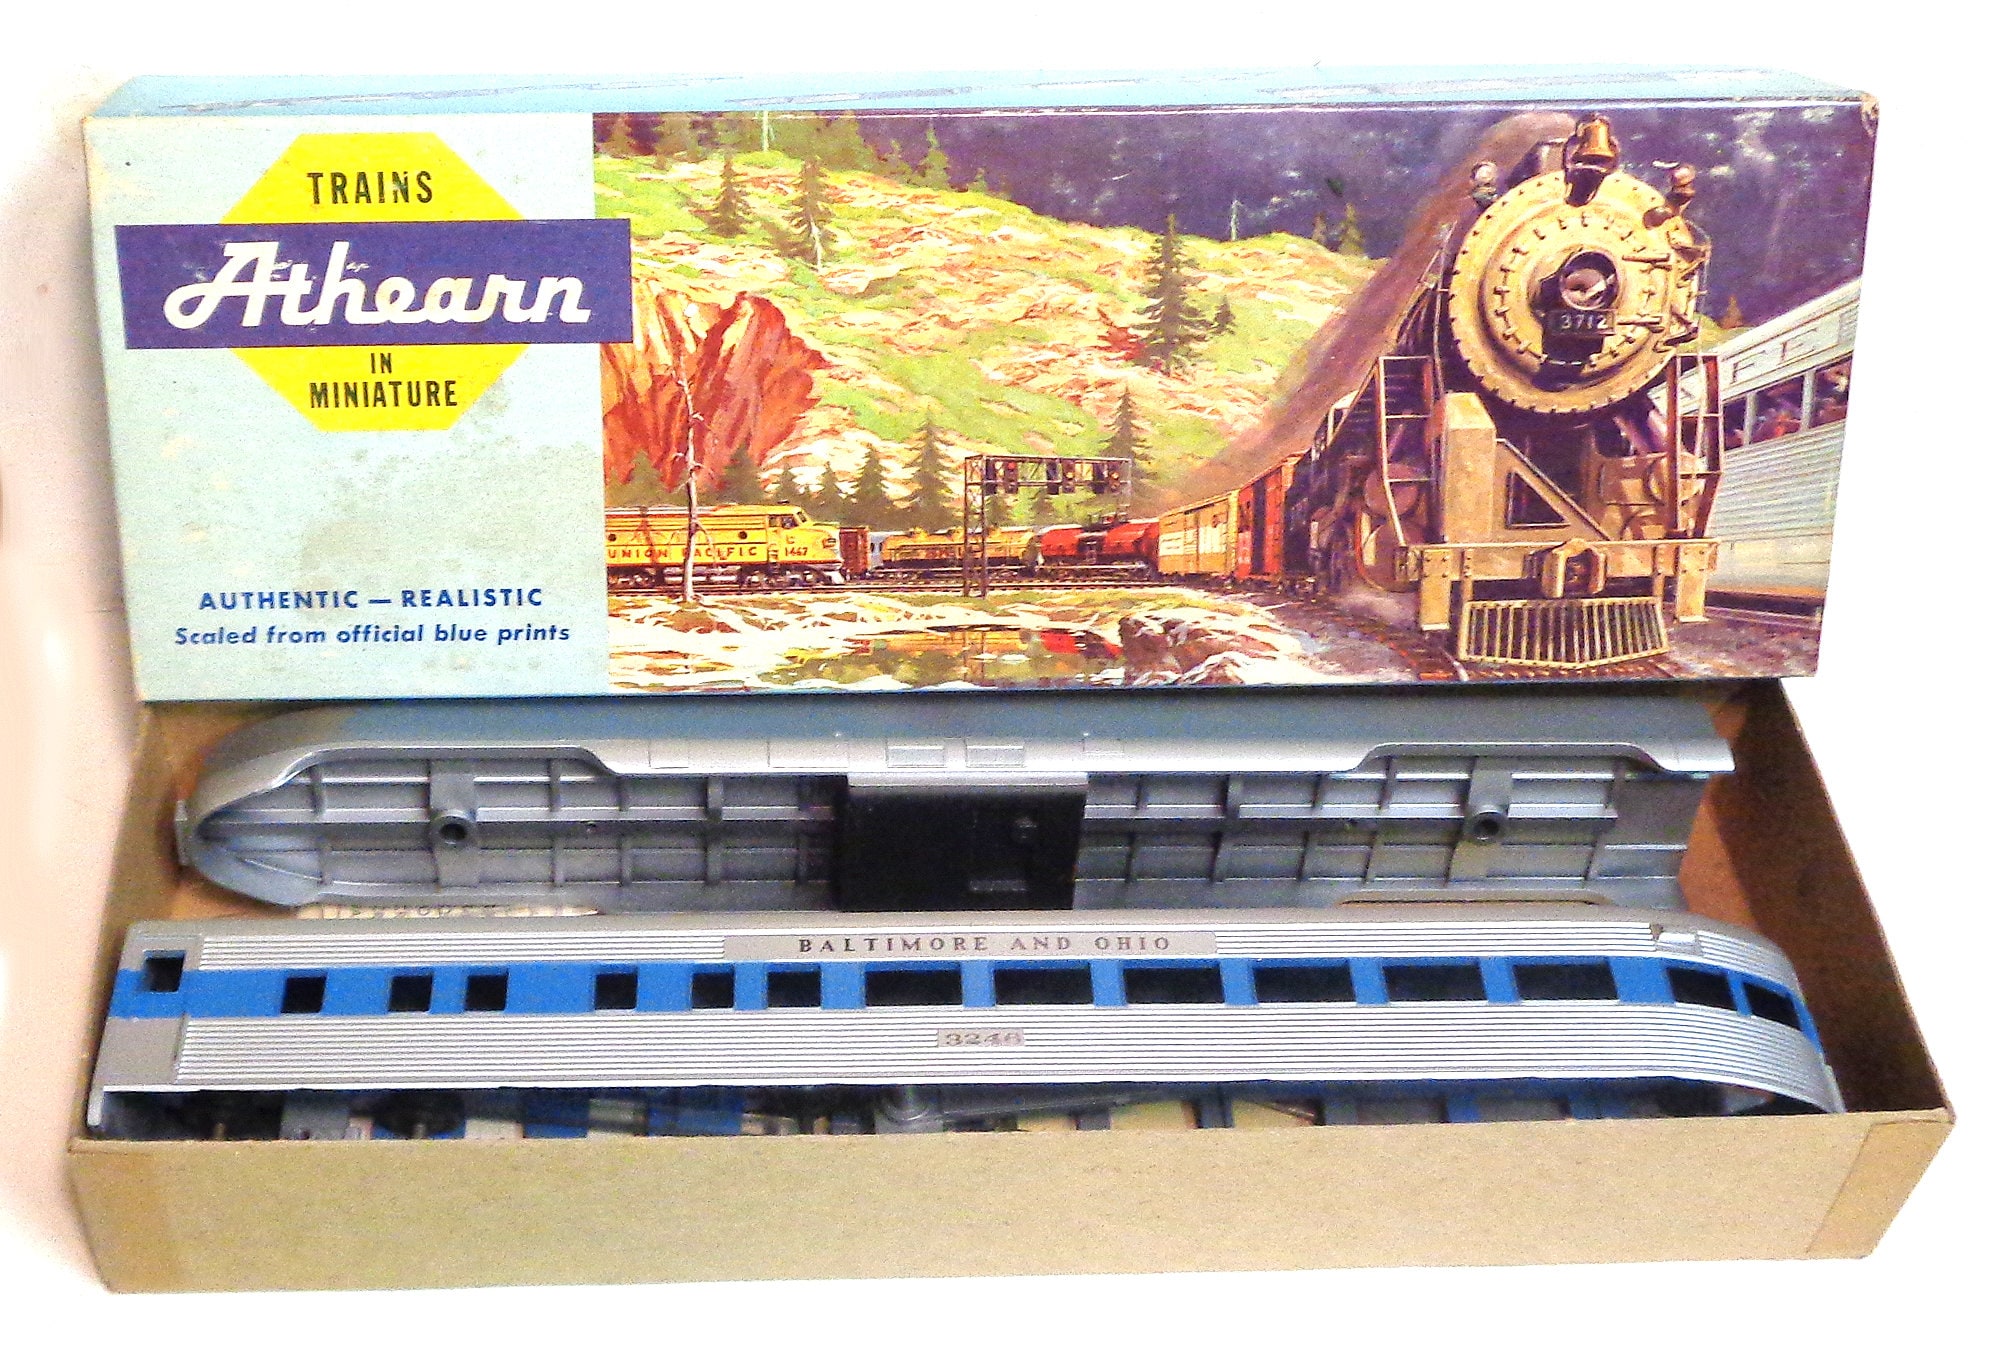 TRAINS
Athearn
IN
MINIATURE
AUTHENTIC — REALISTIC
Scaled from official blue prints
UNION PACIFIC
1467
3712
BALTIMORE AND OHIO
3246